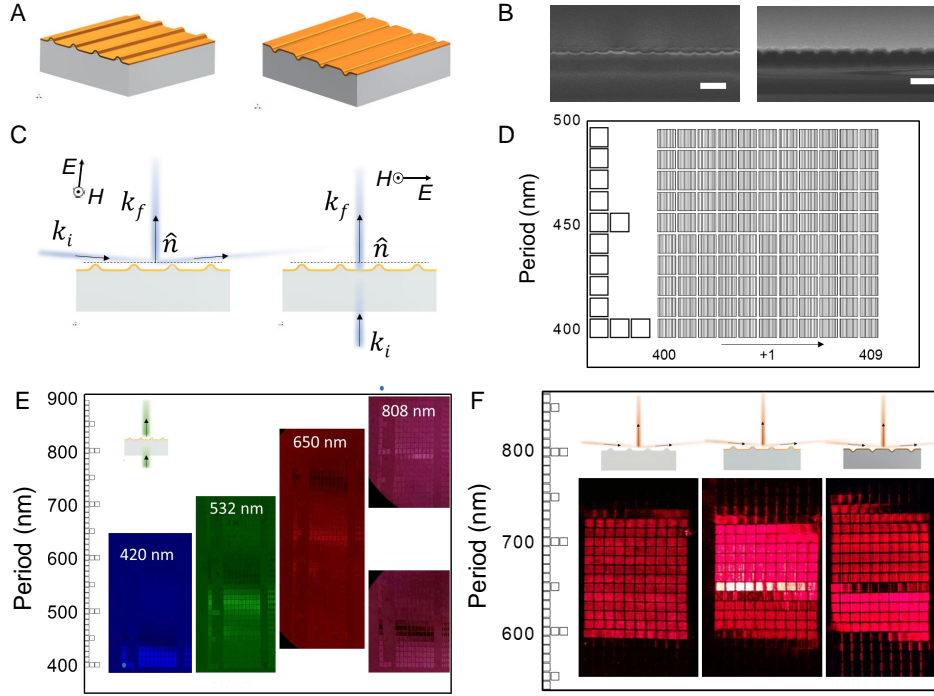 A
B
C
E
H
k_f
k_i
n̂
H
E
k_f
n̂
k_i
D
500
450
400
Period (nm)
400
+1
409
E
900
800
700
600
500
400
Period (nm)
420 nm
532 nm
650 nm
808 nm
F
800
700
600
Period (nm)